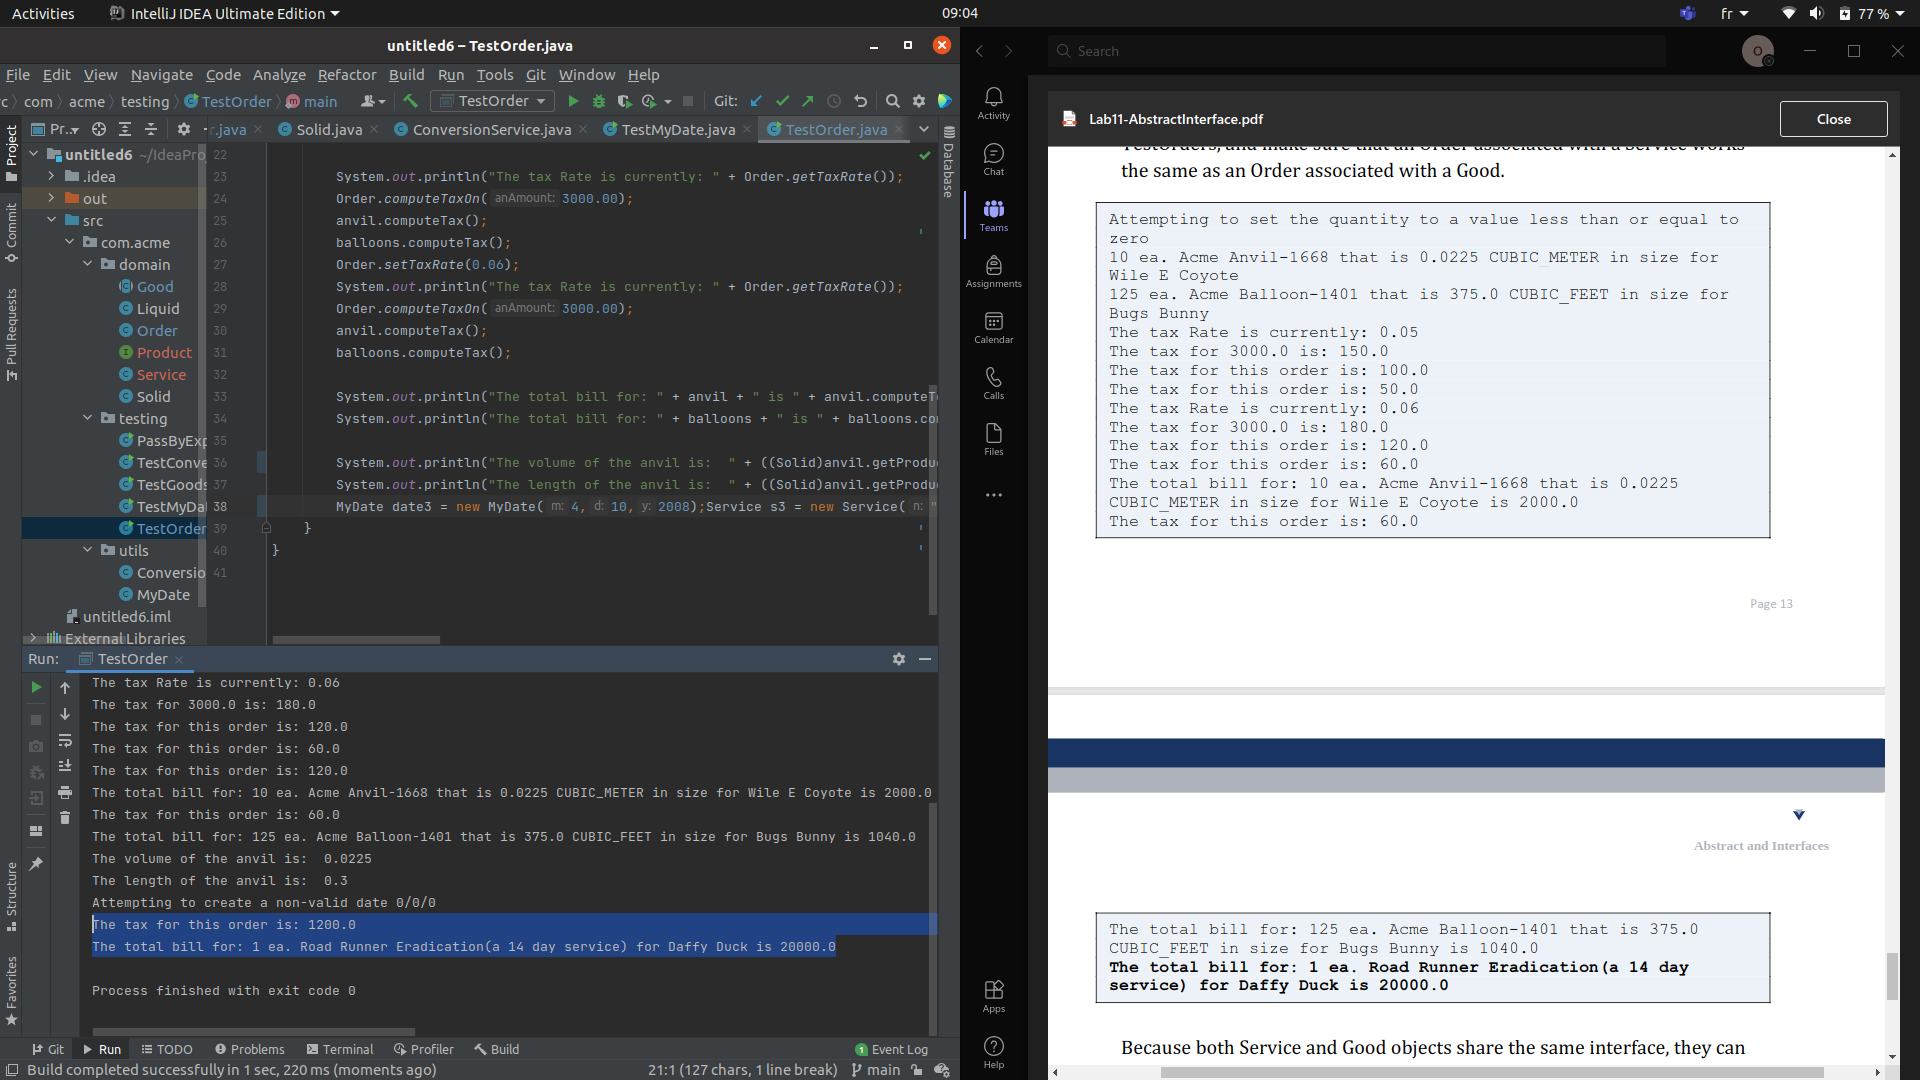 Activities
IntelliJ IDEA Ultimate Edition
09:04
fr
77 %
untitled6 – TestOrder.java
File Edit View Navigate Code Analyze Refactor Build Run Tools Git Window Help
com acme testing TestOrder main
TestOrder
Git:
Pr...
.java
Solid.java
ConversionService.java
TestMyDate.java
TestOrder.java
Project
Commit
Pull Requests
Structure
Favorites
Database
untitled6 ~/IdeaPro
.idea
out
src
com.acme
domain
Good
Liquid
Order
Product
Service
Solid
testing
PassByExp
TestConve
TestGoods
TestMyDa
TestOrder
utils
Conversio
MyDate
untitled6.iml
External Libraries
22
23 System.out.println("The tax Rate is currently: " + Order.getTaxRate());
24 Order.computeTaxOn( anAmount: 3000.00);
25 anvil.computeTax();
26 balloons.computeTax();
27 Order.setTaxRate(0.06);
28 System.out.println("The tax Rate is currently: " + Order.getTaxRate());
29 Order.computeTaxOn( anAmount: 3000.00);
30 anvil.computeTax();
31 balloons.computeTax();
32
33 System.out.println("The total bill for: " + anvil + " is " + anvil.computeT
34 System.out.println("The total bill for: " + balloons + " is " + balloons.co
35
36 System.out.println("The volume of the anvil is:  " + ((Solid)anvil.getProdu
37 System.out.println("The length of the anvil is:  " + ((Solid)anvil.getProdu
38 MyDate date3 = new MyDate( m: 4, d: 10, y: 2008);Service s3 = new Service( n: "
39 }
40 }
41
Run: TestOrder
The tax Rate is currently: 0.06
The tax for 3000.0 is: 180.0
The tax for this order is: 120.0
The tax for this order is: 60.0
The tax for this order is: 120.0
The total bill for: 10 ea. Acme Anvil-1668 that is 0.0225 CUBIC_METER in size for Wile E Coyote is 2000.0
The tax for this order is: 60.0
The total bill for: 125 ea. Acme Balloon-1401 that is 375.0 CUBIC_FEET in size for Bugs Bunny is 1040.0
The volume of the anvil is:  0.0225
The length of the anvil is:  0.3
Attempting to create a non-valid date 0/0/0
The tax for this order is: 1200.0
The total bill for: 1 ea. Road Runner Eradication(a 14 day service) for Daffy Duck is 20000.0
Process finished with exit code 0
Git Run TODO Problems Terminal Profiler Build
1 Event Log
Build completed successfully in 1 sec, 220 ms (moments ago)
21:1 (127 chars, 1 line break)
main
Search
O
Activity
Chat
Teams
Assignments
Calendar
Calls
Files
Apps
Help
Lab11-AbstractInterface.pdf
Close
TestOrders, and make sure that an Order associated with a Service works
the same as an Order associated with a Good.
Attempting to set the quantity to a value less than or equal to
zero
10 ea. Acme Anvil-1668 that is 0.0225 CUBIC_METER in size for
Wile E Coyote
125 ea. Acme Balloon-1401 that is 375.0 CUBIC_FEET in size for
Bugs Bunny
The tax Rate is currently: 0.05
The tax for 3000.0 is: 150.0
The tax for this order is: 100.0
The tax for this order is: 50.0
The tax Rate is currently: 0.06
The tax for 3000.0 is: 180.0
The tax for this order is: 120.0
The tax for this order is: 60.0
The total bill for: 10 ea. Acme Anvil-1668 that is 0.0225
CUBIC_METER in size for Wile E Coyote is 2000.0
The tax for this order is: 60.0
Page 13
Abstract and Interfaces
The total bill for: 125 ea. Acme Balloon-1401 that is 375.0
CUBIC_FEET in size for Bugs Bunny is 1040.0
The total bill for: 1 ea. Road Runner Eradication(a 14 day
service) for Daffy Duck is 20000.0
Because both Service and Good objects share the same interface, they can